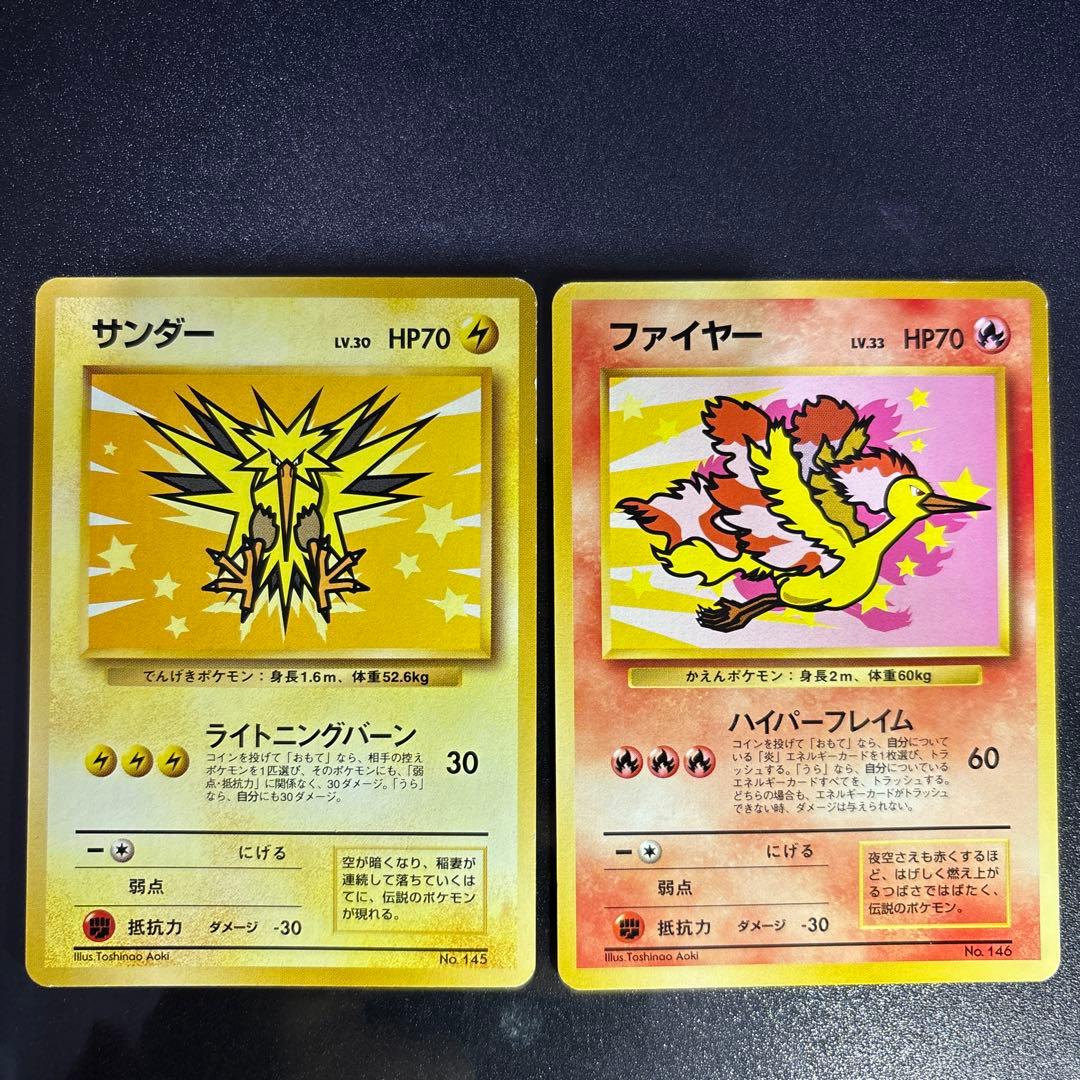 サンダー
LV.30 HP70
でんげきポケモン：身長1.6m、体重52.6kg
ライトニングバーン
コインを投げて「おもて」なら、相手の控え
ポケモンを1匹選び、そのポケモンにも、「弱
点・抵抗力」に関係なく、30ダメージ。「うら」
なら、自分にも30ダメージ。
30
にげる
弱点
抵抗力 ダメージ -30
空が暗くなり、稲妻が
連続して落ちていくは
てに、伝説のポケモン
が現れる。
Illus.Toshinao Aoki
No. 145
ファイヤー
LV.33 HP70
かえんポケモン：身長2m、体重60kg
ハイパーフレイム
コインを投げて「おもて」なら、自分についてい
る「炎」エネルギーカードを1枚選び、トラ
ッシュする。「うら」なら、自分についている
エネルギーカードすべてを、トラッシュする。
どちらの場合も、エネルギーカードがトラッシュ
できない時、ダメージは与えられない。
60
にげる
弱点
抵抗力 ダメージ -30
夜空さえも赤くするほ
ど、はげしく燃え上が
るつばさではばたく、
伝説のポケモン。
Illus.Toshinao Aoki
No. 146